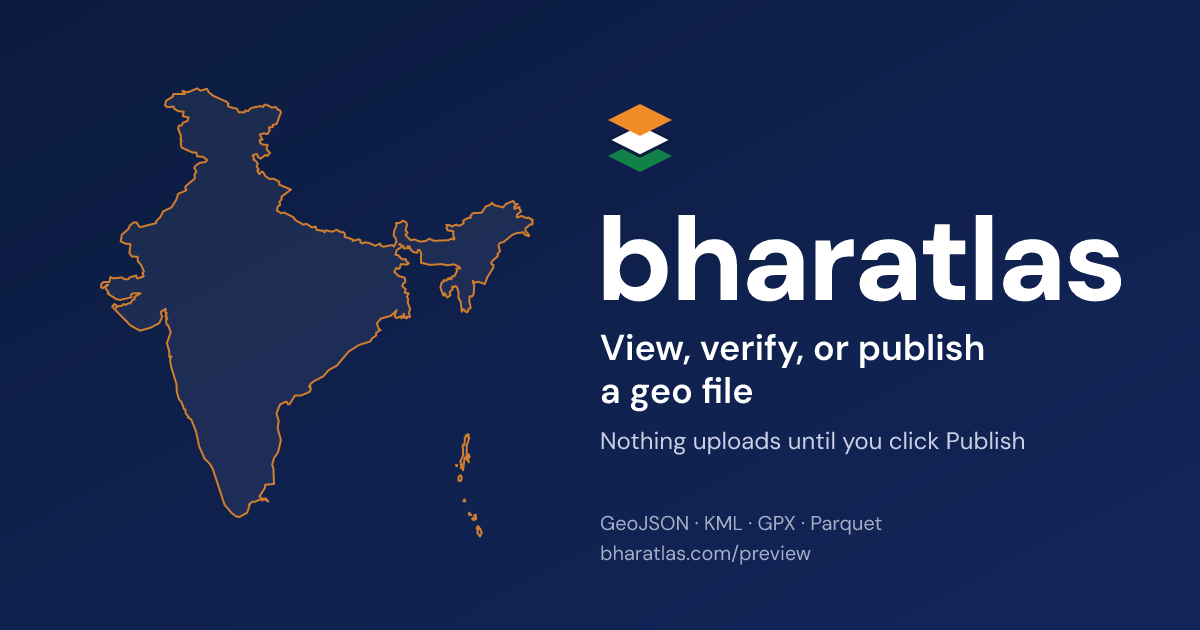 bharatlas
View, verify, or publish
a geo file
Nothing uploads until you click Publish
GeoJSON · KML · GPX · Parquet
bharatlas.com/preview